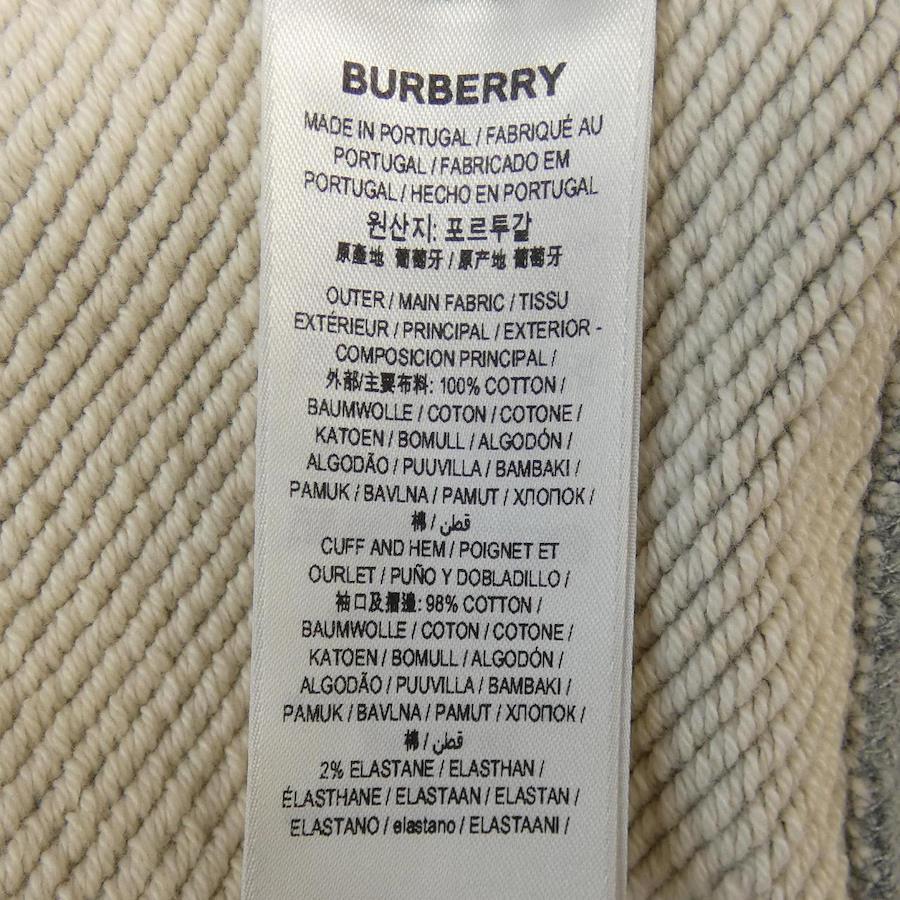 BURBERRY
MADE IN PORTUGAL / FABRIQUÉ AU
PORTUGAL / FABRICADO EM
PORTUGAL / HECHO EN PORTUGAL
원산지: 포르투갈
原產地 葡萄牙 / 原产地 葡萄牙
OUTER / MAIN FABRIC / TISSU
EXTÉRIEUR / PRINCIPAL / EXTERIOR -
COMPOSICION PRINCIPAL /
外部/主要布料: 100% COTTON /
BAUMWOLLE / COTON / COTONE /
KATOEN / BOMULL / ALGODÓN /
ALGODÃO / PUUVILLA / BAMBAKI /
PAMUK / BAVLNA / PAMUT / ХЛОПОК /
棉 / قطن
CUFF AND HEM / POIGNET ET
OURLET / PUÑO Y DOBLADILLO /
袖口及摺邊: 98% COTTON /
BAUMWOLLE / COTON / COTONE /
KATOEN / BOMULL / ALGODÓN /
ALGODÃO / PUUVILLA / BAMBAKI /
PAMUK / BAVLNA / PAMUT / ХЛОПОК /
棉 / قطن
2% ELASTANE / ELASTHAN /
ÉLASTHANE / ELASTAAN / ELASTAN /
ELASTANO / elastano / ELASTAANI /